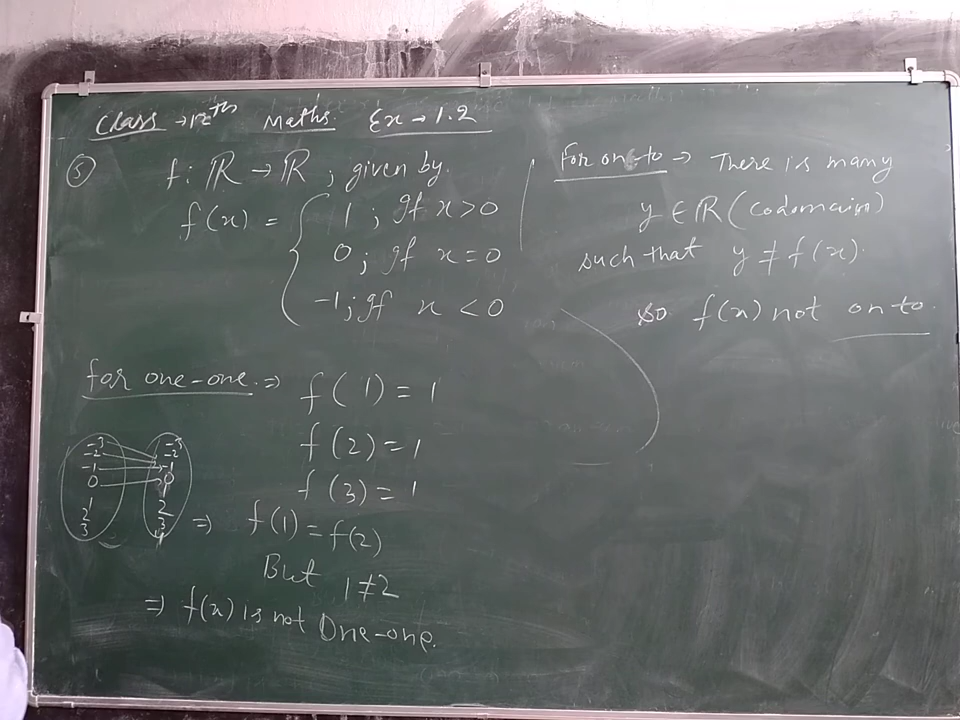 Class → 12th Maths Ex → 1.2
⑤ f: R → R ; given by.
f(x) = { 1 ; If x > 0
0 ; If x = 0
-1 ; If x < 0
for one-one. ⇒ f(1) = 1
f(2) = 1
f(3) = 1
-3 -3
-2 -2
-1 -1
0 0
1 1
2 2
3 3
⇒ f(1) = f(2)
But 1 ≠ 2
⇒ f(x) is not One-one.
For on-to ⇒ There is many
y ∈ R (codomain)
such that y ≠ f(x).
so f(x) not on to.